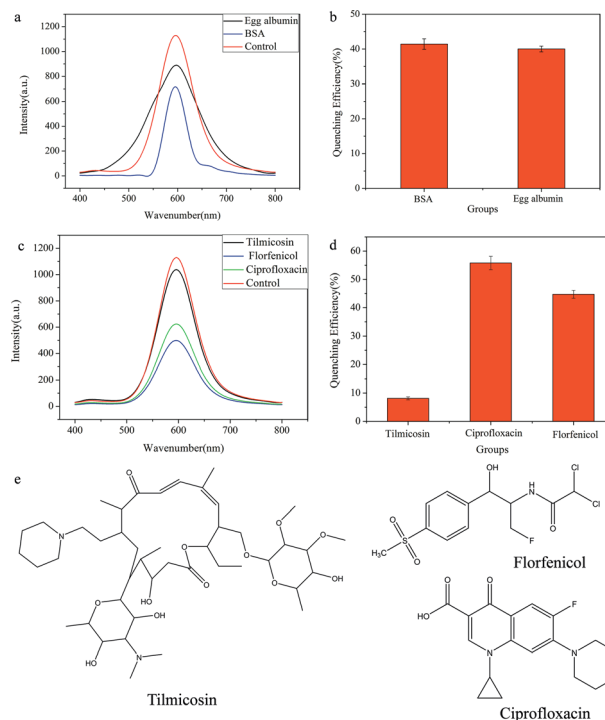 a
Egg albumin
BSA
Control
1200
1000
800
600
400
200
0
400 500 600 700 800
Wavenumber(nm)
Intensity(a.u.)
b
50
40
30
20
10
0
BSA Egg albumin
Groups
Quenching Efficiency(%)
c
Tilmicosin
Florfenicol
Ciprofloxacin
Control
1200
1000
800
600
400
200
0
400 500 600 700 800
Wavenumber(nm)
Intensity(a.u.)
d
60
50
40
30
20
10
0
Tilmicosin Ciprofloxacin Florfenicol
Groups
Quenching Efficiency(%)
e
O
N
O
O
O
O
O
O
OH
HO
O
O
OH
HO
N
Tilmicosin
OH
Cl
H
N
Cl
O
F
O
S
H₃C
O
Florfenicol
O
O
HO
F
N
N
Ciprofloxacin